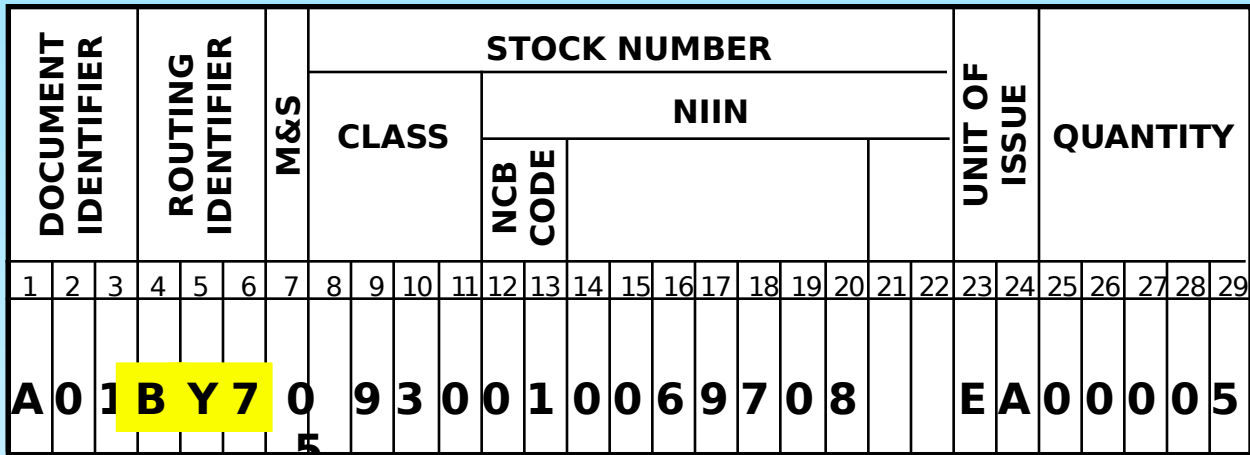 DOCUMENT
IDENTIFIER
ROUTING
IDENTIFIER
M&S
STOCK NUMBER
CLASS
NIIN
NCB
CODE
UNIT OF
ISSUE
QUANTITY
1 2 3 4 5 6 7 8 9 10 11 12 13 14 15 16 17 18 19 20 21 22 23 24 25 26 27 28 29
A 0 1 B Y 7 0 9 3 0 0 1 0 0 6 9 7 0 8 E A 0 0 0 0 5
5